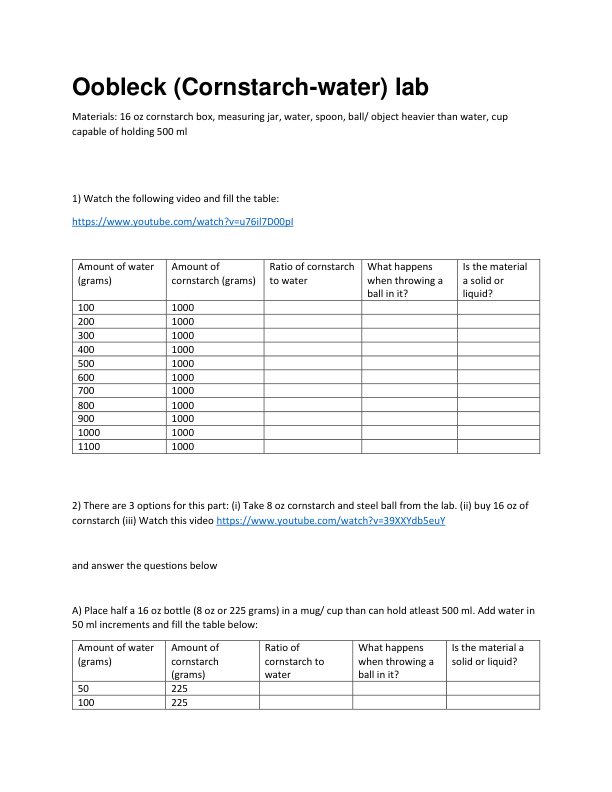 Oobleck (Cornstarch-water) lab
Materials: 16 oz cornstarch box, measuring jar, water, spoon, ball/ object heavier than water, cup
capable of holding 500 ml
1) Watch the following video and fill the table:
https://www.youtube.com/watch?v=u76il7D00pI
Amount of water (grams) Amount of cornstarch (grams) Ratio of cornstarch to water What happens when throwing a ball in it? Is the material a solid or liquid?
100 1000
200 1000
300 1000
400 1000
500 1000
600 1000
700 1000
800 1000
900 1000
1000 1000
1100 1000
2) There are 3 options for this part: (i) Take 8 oz cornstarch and steel ball from the lab. (ii) buy 16 oz of
cornstarch (iii) Watch this video https://www.youtube.com/watch?v=39XXYdb5euY
and answer the questions below
A) Place half a 16 oz bottle (8 oz or 225 grams) in a mug/ cup than can hold atleast 500 ml. Add water in
50 ml increments and fill the table below:
Amount of water (grams) Amount of cornstarch (grams) Ratio of cornstarch to water What happens when throwing a ball in it? Is the material a solid or liquid?
50 225
100 225